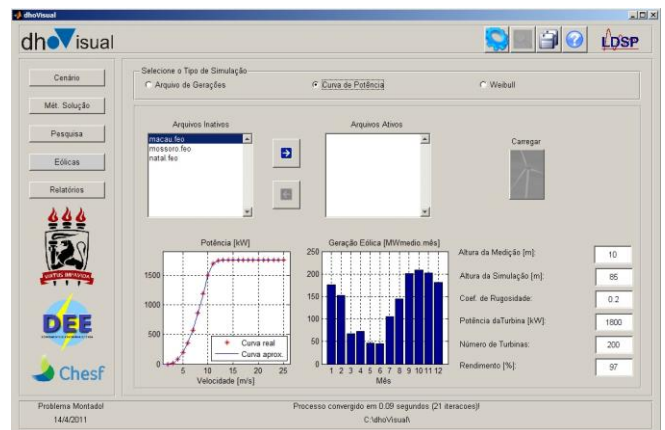 dhoVisual
dhoVisual
LDSP
Cenário
Mét. Solução
Pesquisa
Eólicas
Relatórios
Selecione o Tipo de Simulação
Arquivo de Gerações
Curva de Potência
Weibull
Arquivos Inativos
Arquivos Ativos
Carregar
macau.feo
mossoro.feo
natal.feo
Potência [kW]
1500
1000
500
0
Curva real
Curva aprox.
5 10 15 20 25
Velocidade [m/s]
Geração Eólica [MWmedio.mês]
250
200
150
100
50
0
1 2 3 4 5 6 7 8 9 10 11 12
Mês
Altura da Medição [m]: 10
Altura da Simulação [m]: 85
Coef. de Rugosidade: 0.2
Potência daTurbina [kW]: 1800
Número de Turbinas: 200
Rendimento [%]: 97
VIRTUS IMPAVIDA
DEE
Chesf
Problema Montado!
14/4/2011
Processo convergido em 0.09 segundos (21 iteracoes)!
C:\dhoVisual\